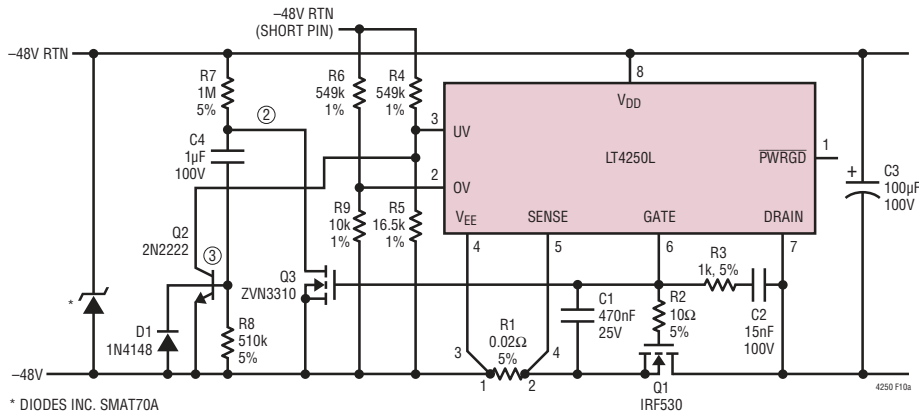 –48V RTN
(SHORT PIN)
–48V RTN
R7
1M
5%
R6
549k
1%
R4
549k
1%
8
VDD
②
3
UV
LT4250L
PWRGD
1
C4
1µF
100V
2
OV
C3
100µF
100V
+
R9
10k
1%
R5
16.5k
1%
VEE
SENSE
GATE
DRAIN
4
5
6
7
Q2
2N2222
③
Q3
ZVN3310
R3
1k, 5%
*
D1
1N4148
R8
510k
5%
R1
0.02Ω
5%
C1
470nF
25V
R2
10Ω
5%
C2
15nF
100V
3
4
–48V
1
2
Q1
IRF530
4250 F10a
* DIODES INC. SMAT70A